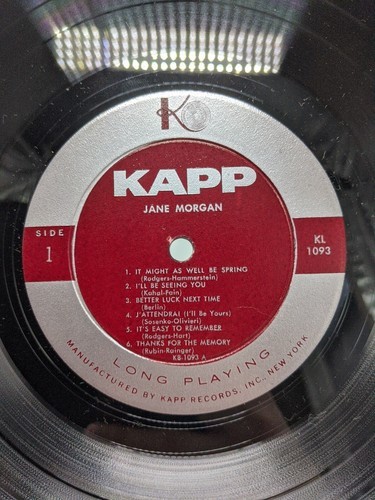 K
KAPP
JANE MORGAN
SIDE
1
KL
1093
1. IT MIGHT AS WELL BE SPRING
(Rodgers-Hammerstein)
2. I'LL BE SEEING YOU
(Kahal-Fain)
3. BETTER LUCK NEXT TIME
(Berlin)
4. J'ATTENDRAI (I'll Be Yours)
(Sosenko-Olivieri)
5. IT'S EASY TO REMEMBER
(Rodgers-Hart)
6. THANKS FOR THE MEMORY
(Rubin-Rainger)
KB-1093 A
LONG PLAYING
MANUFACTURED BY KAPP RECORDS, INC. NEW YORK